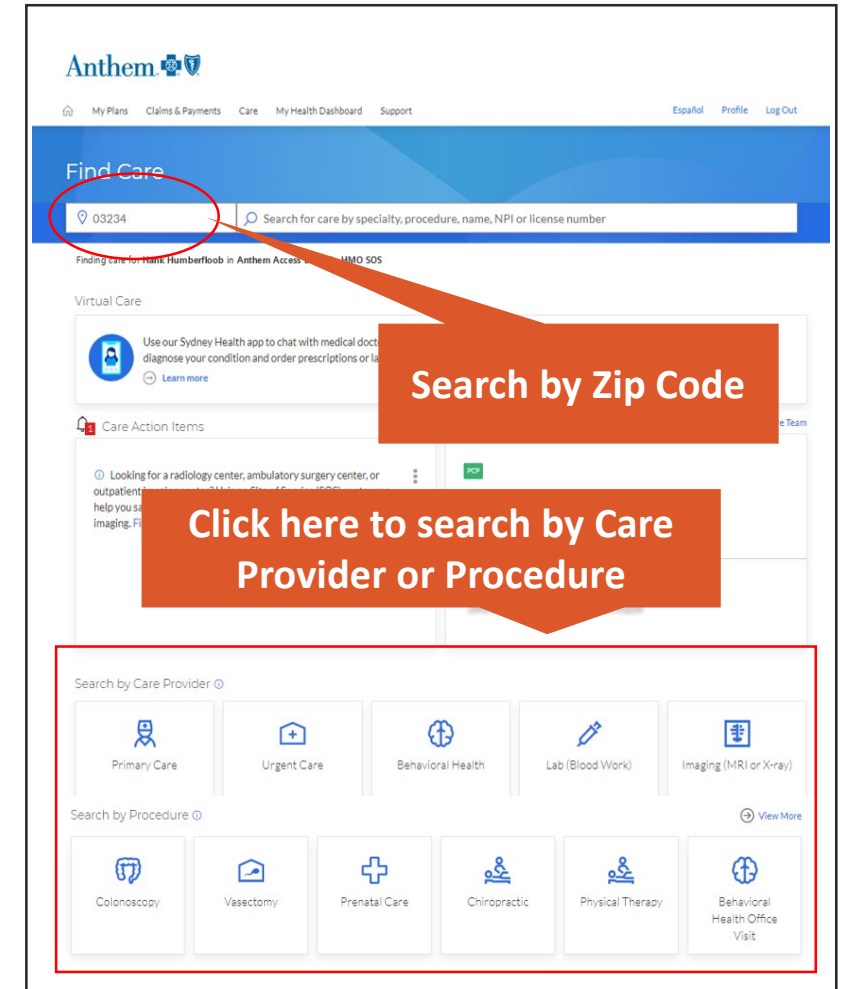 Anthem
My Plans Claims & Payments Care My Health Dashboard Support Español Profile Log Out
Find Care
03234 Search for care by specialty, procedure, name, NPI or license number
Finding care for Hank Humberfloob in Anthem Access HMO SOS
Virtual Care
Use our Sydney Health app to chat with medical
diagnose your condition and order prescriptions or
Learn more
Search by Zip Code
1 Care Action Items Team
PCP
Looking for a radiology center, ambulatory surgery center, or
outpatient
help you
imaging.
Click here to search by Care
Provider or Procedure
Search by Care Provider
Primary Care Urgent Care Behavioral Health Lab (Blood Work) Imaging (MRI or X-ray)
Search by Procedure View More
Colonoscopy Vasectomy Prenatal Care Chiropractic Physical Therapy Behavioral
Health Office
Visit